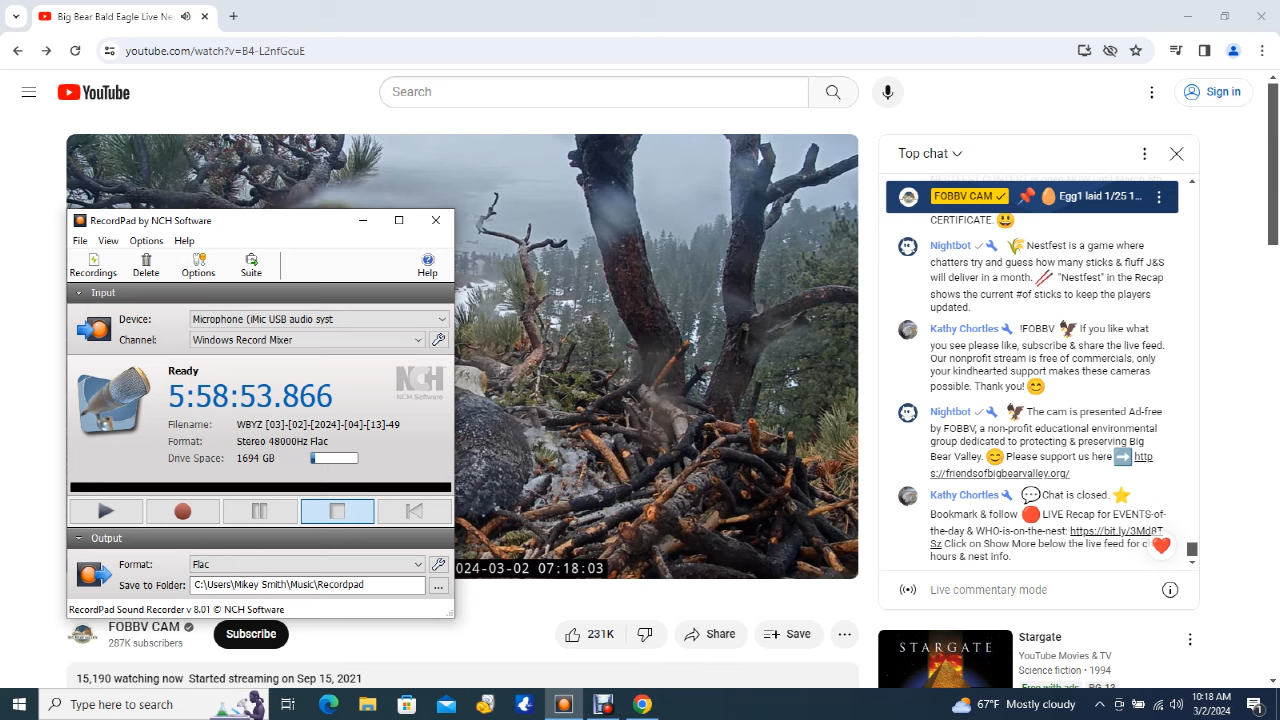 Big Bear Bald Eagle Live Ne
youtube.com/watch?v=B4-L2nfGcuE
YouTube
Search
Sign in
Top chat
FOBBV CAM
Egg1 laid 1/25 1...
CERTIFICATE. 😃
Nightbot
Nestfest is a game where
chatters try and guess how many sticks & fluff J&S
will deliver in a month. "Nestfest" in the Recap
shows the current #of sticks to keep the players
updated.
Kathy Chortles !FOBBV If you like what
you see please like, subscribe & share the live feed.
Our nonprofit stream is free of commercials, only
your kindhearted support makes these cameras
possible. Thank you! 😊
Nightbot The cam is presented Ad-free
by FOBBV, a non-profit educational environmental
group dedicated to protecting & preserving Big
Bear Valley. 😊 Please support us here ➡️ http
s://friendsofbigbearvalley.org/
Kathy Chortles 💬Chat is closed. ⭐
Bookmark & follow 🔴 LIVE Recap for EVENTS-of-
the-day & WHO-is-on-the-nest: https://bit.ly/3Md8T
Sz Click on Show More below the live feed for c
hours & nest info.
Live commentary mode
RecordPad by NCH Software
File View Options Help
Recordings Delete Options Suite Help
Input
Device: Microphone (iMic USB audio syst
Channel: Windows Record Mixer
Ready
5:58:53.866
NCH
NCH Software
Filename: WBYZ [03]-[02]-[2024]-[04]-[13]-49
Format: Stereo 48000Hz Flac
Drive Space: 1694 GB
Output
Format: Flac
Save to Folder: C:\Users\Mikey Smith\Music\Recordpad
...
RecordPad Sound Recorder v 8.01 © NCH Software
024-03-02 07:18:03
FOBBV CAM
287K subscribers
Subscribe
231K
Share
Save
15,190 watching now Started streaming on Sep 15, 2021
STARGATE
Stargate
YouTube Movies & TV
Science fiction • 1994
Free with ads PG-13
Type here to search
67°F Mostly cloudy
10:18 AM
3/2/2024
1